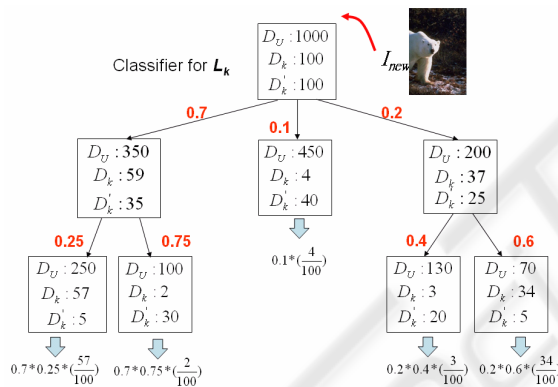 D_U : 1000
D_k : 100
D'_k : 100
I_new
Classifier for L_k
0.7
0.1
0.2
D_U : 350
D_k : 59
D'_k : 35
D_U : 450
D_k : 4
D'_k : 40
D_U : 200
D_k : 37
D'_k : 25
0.25
0.75
0.1*(4/100)
0.4
0.6
D_U : 250
D_k : 57
D'_k : 5
D_U : 100
D_k : 2
D'_k : 30
D_U : 130
D_k : 3
D'_k : 20
D_U : 70
D_k : 34
D'_k : 5
0.7*0.25*(57/100)
0.7*0.75*(2/100)
0.2*0.4*(3/100)
0.2*0.6*(34/100)